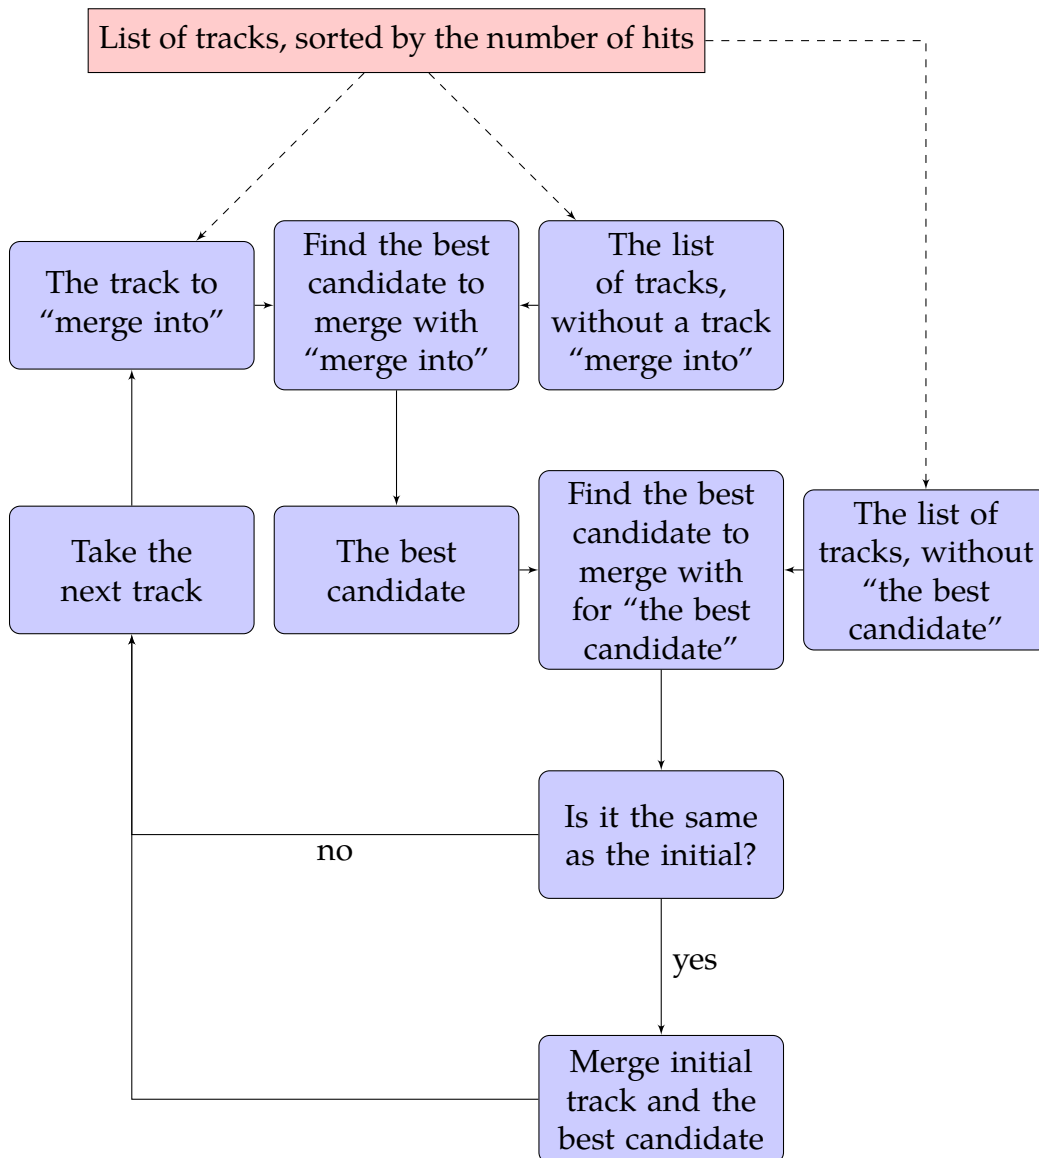 List of tracks, sorted by the number of hits
The track to
“merge into”
Find the best
candidate to
merge with
“merge into”
The list
of tracks,
without a track
“merge into”
Take the
next track
The best
candidate
Find the best
candidate to
merge with
for “the best
candidate”
The list of
tracks, without
“the best
candidate”
Is it the same
as the initial?
no
yes
Merge initial
track and the
best candidate